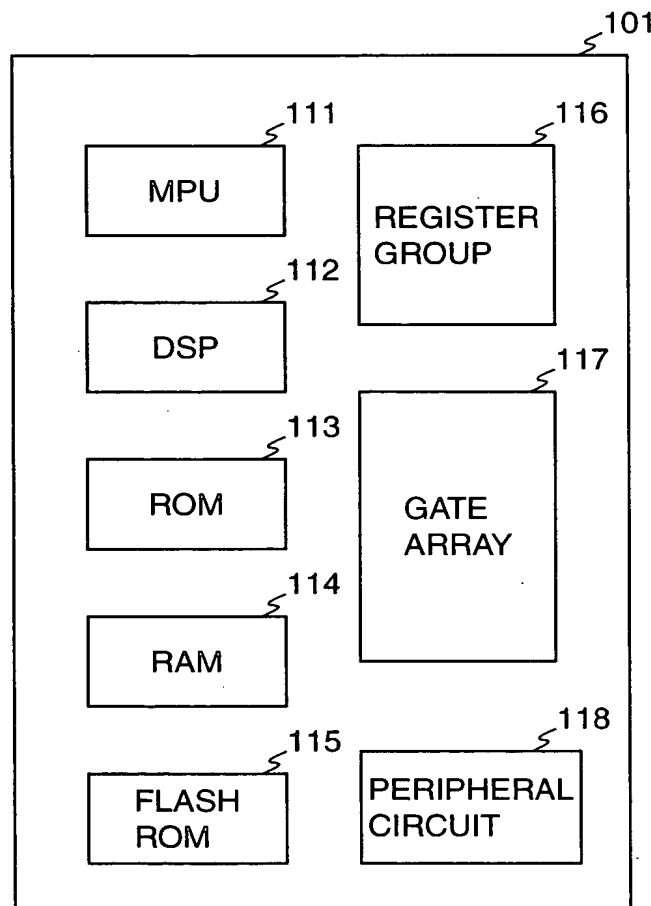 101
111
MPU
112
DSP
113
ROM
114
RAM
115
FLASH
ROM
116
REGISTER
GROUP
117
GATE
ARRAY
118
PERIPHERAL
CIRCUIT